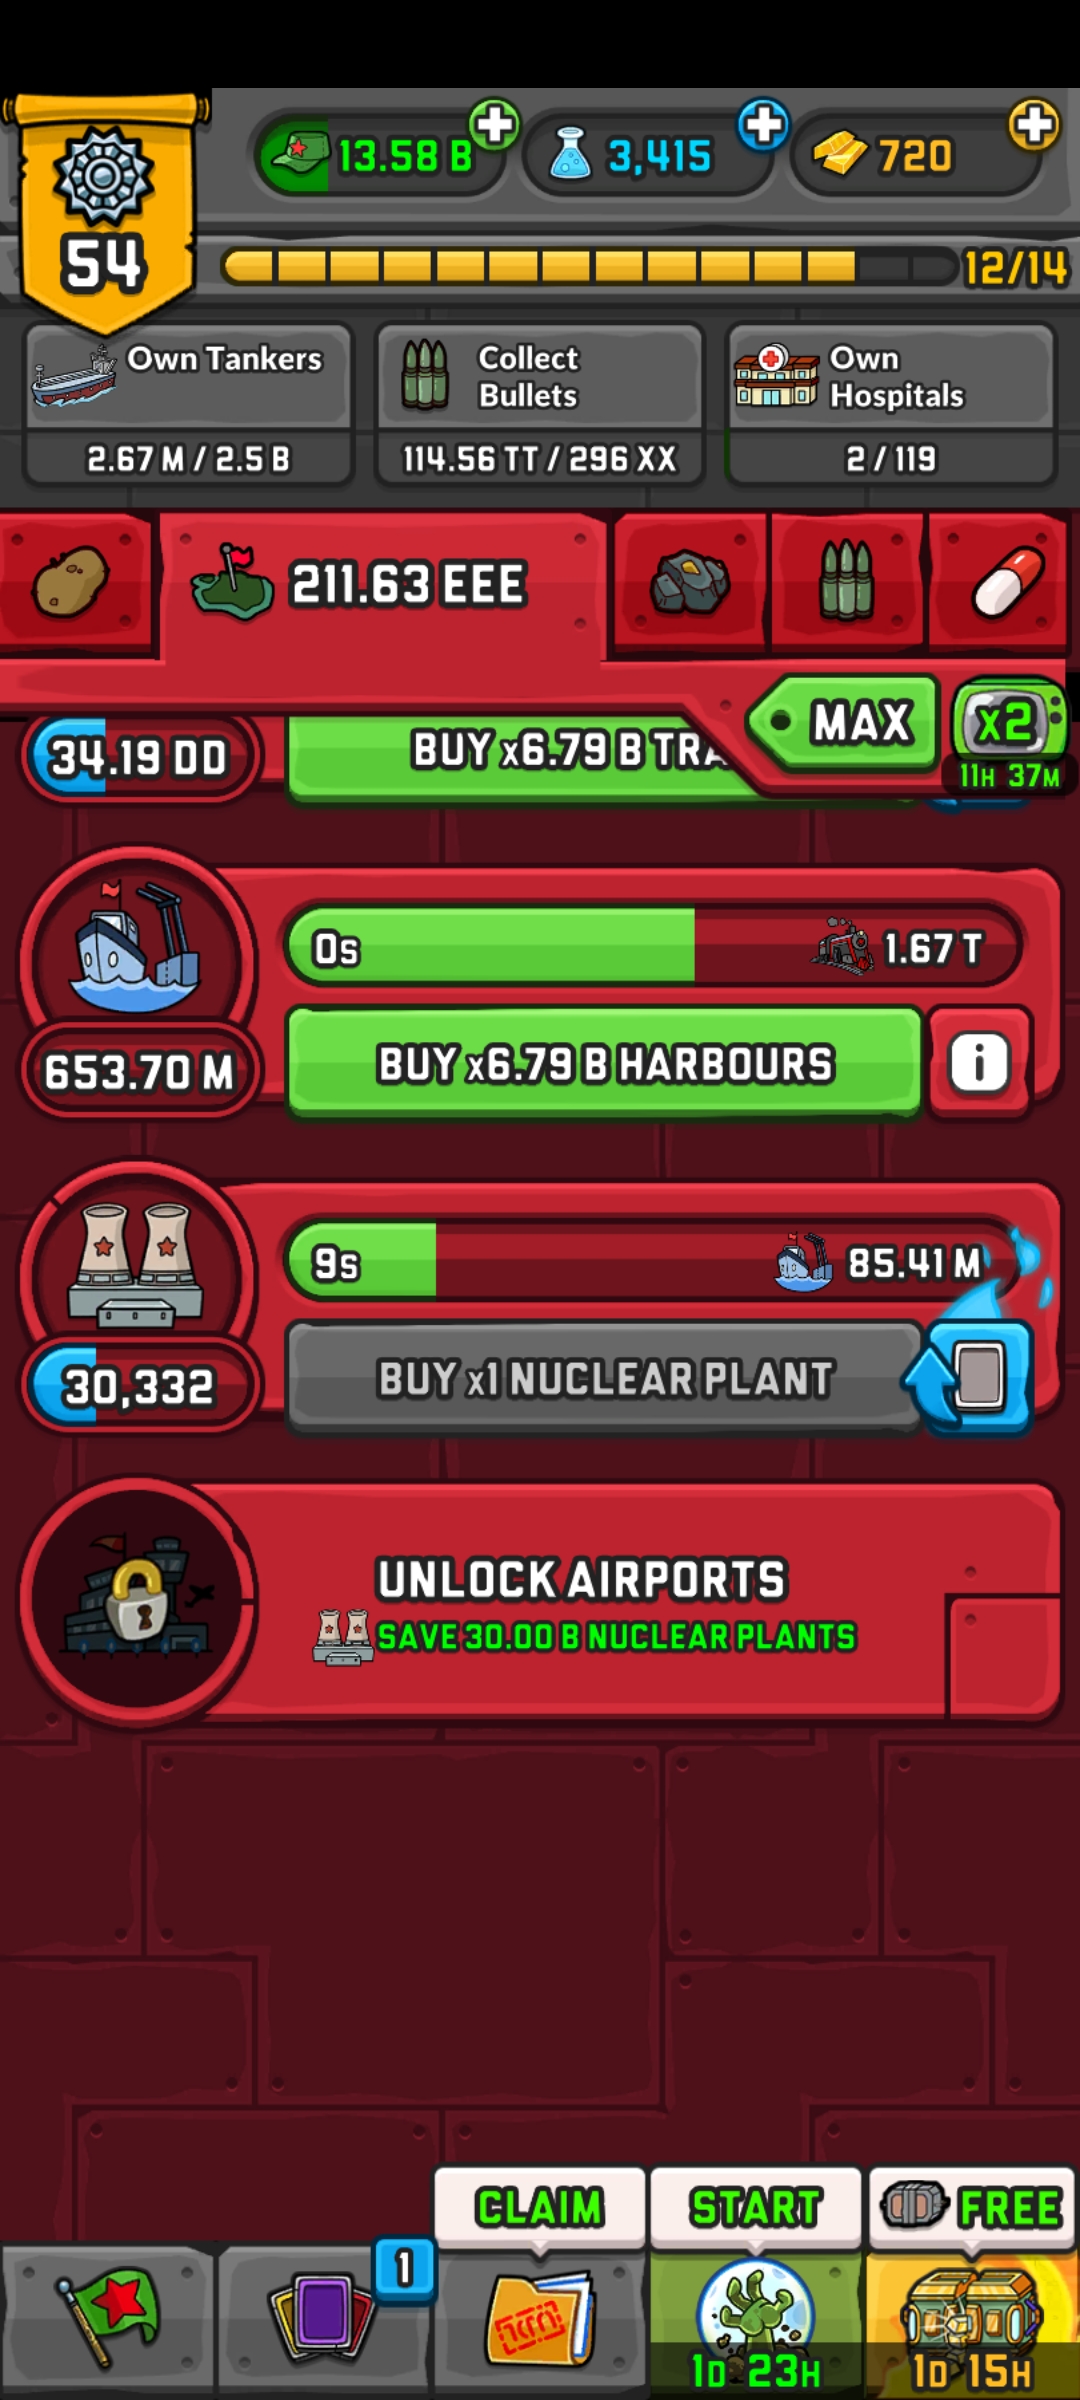 54
13.58 B
3,415
720
12/14
Own Tankers
2.67 M / 2.5 B
Collect
Bullets
114.56 TT / 296 XX
Own
Hospitals
2 / 119
211.63 EEE
MAX
x2
11H 37M
34.19 DD
BUY x6.79 B TRA
0s
1.67 T
653.70 M
BUY x6.79 B HARBOURS
i
9s
85.41 M
30,332
BUY x1 NUCLEAR PLANT
UNLOCK AIRPORTS
SAVE 30.00 B NUCLEAR PLANTS
CLAIM
START
FREE
1
1D 23H
1D 15H